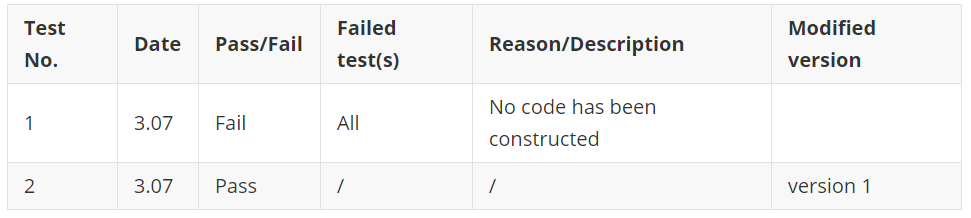 Test No. Date Pass/Fail Failed test(s) Reason/Description Modified version
1 3.07 Fail All No code has been constructed
2 3.07 Pass / / version 1